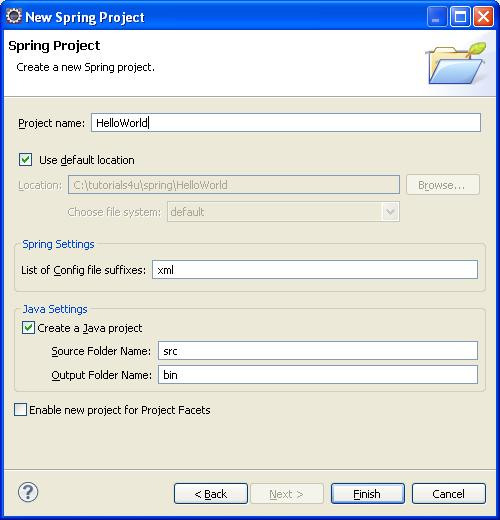 New Spring Project
Spring Project
Create a new Spring project.
Project name: HelloWorld
Use default location
Location: C:\tutorials4u\spring\HelloWorld Browse...
Choose file system: default
Spring Settings
List of Config file suffixes: xml
Java Settings
Create a Java project
Source Folder Name: src
Output Folder Name: bin
Enable new project for Project Facets
? < Back Next > Finish Cancel